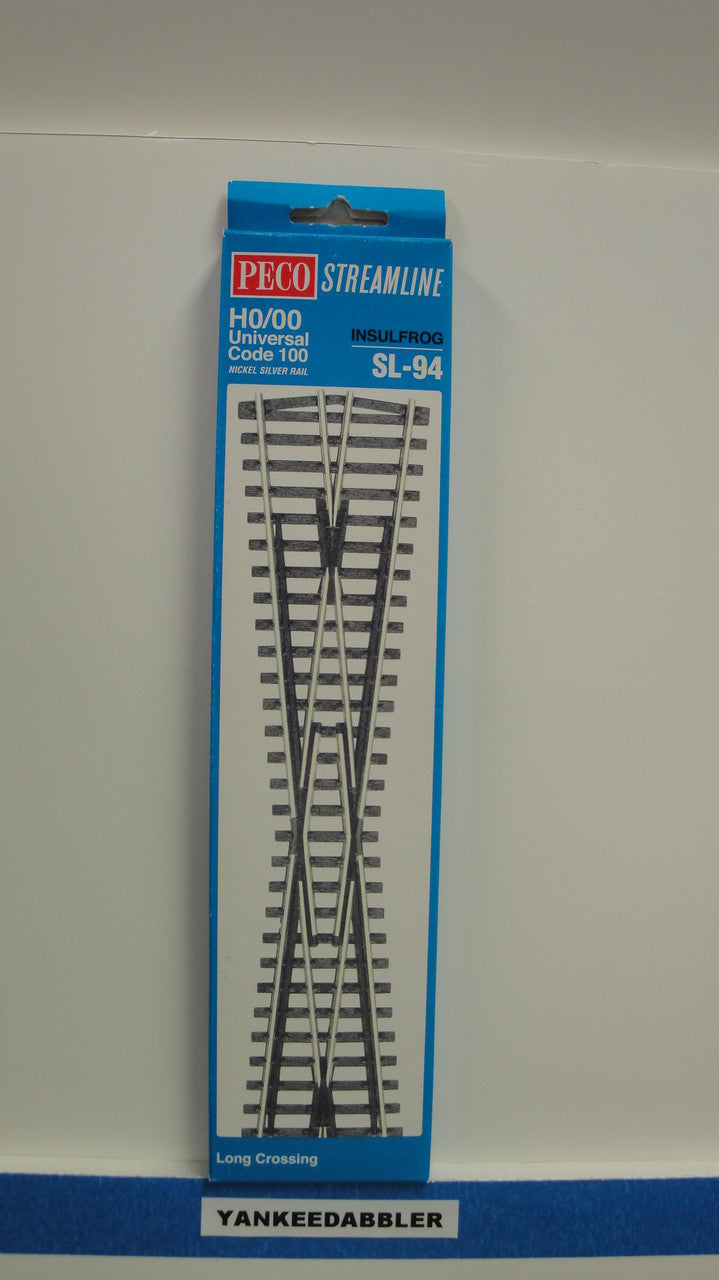 PECO STREAMLINE
H0/00
Universal
Code 100
NICKEL SILVER RAIL
INSULFROG
SL-94
Long Crossing
YANKEEDABBLER